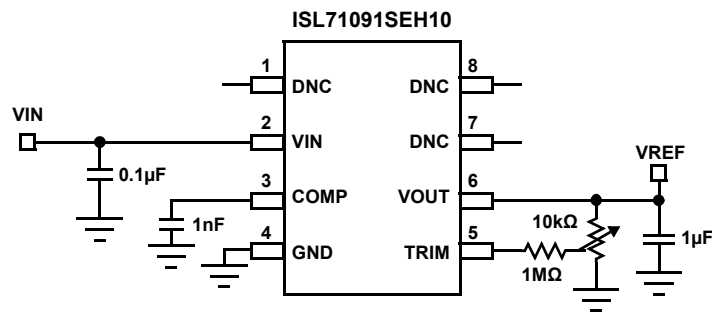 ISL71091SEH10
1
DNC
8
DNC
VIN
2
VIN
7
DNC
VREF
0.1µF
3
COMP
6
VOUT
1nF
10kΩ
1µF
4
GND
5
TRIM
1MΩ